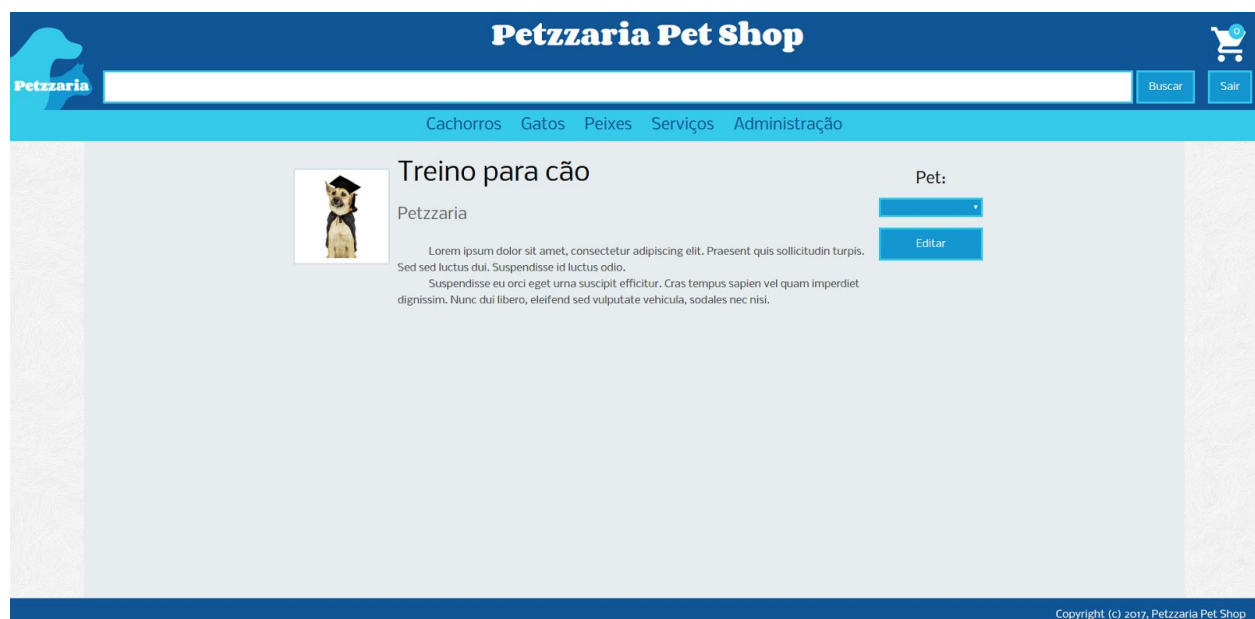 Petzzaria Pet Shop
0
Petzzaria
Buscar
Sair
Cachorros Gatos Peixes Serviços Administração
Treino para cão
Petzzaria
Lorem ipsum dolor sit amet, consectetur adipiscing elit. Praesent quis sollicitudin turpis.
Sed sed luctus dui. Suspendisse id luctus odio.
Suspendisse eu orci eget urna suscipit efficitur. Cras tempus sapien vel quam imperdiet
dignissim. Nunc dui libero, eleifend sed vulputate vehicula, sodales nec nisi.
Pet:
Editar
Copyright (c) 2017, Petzzaria Pet Shop